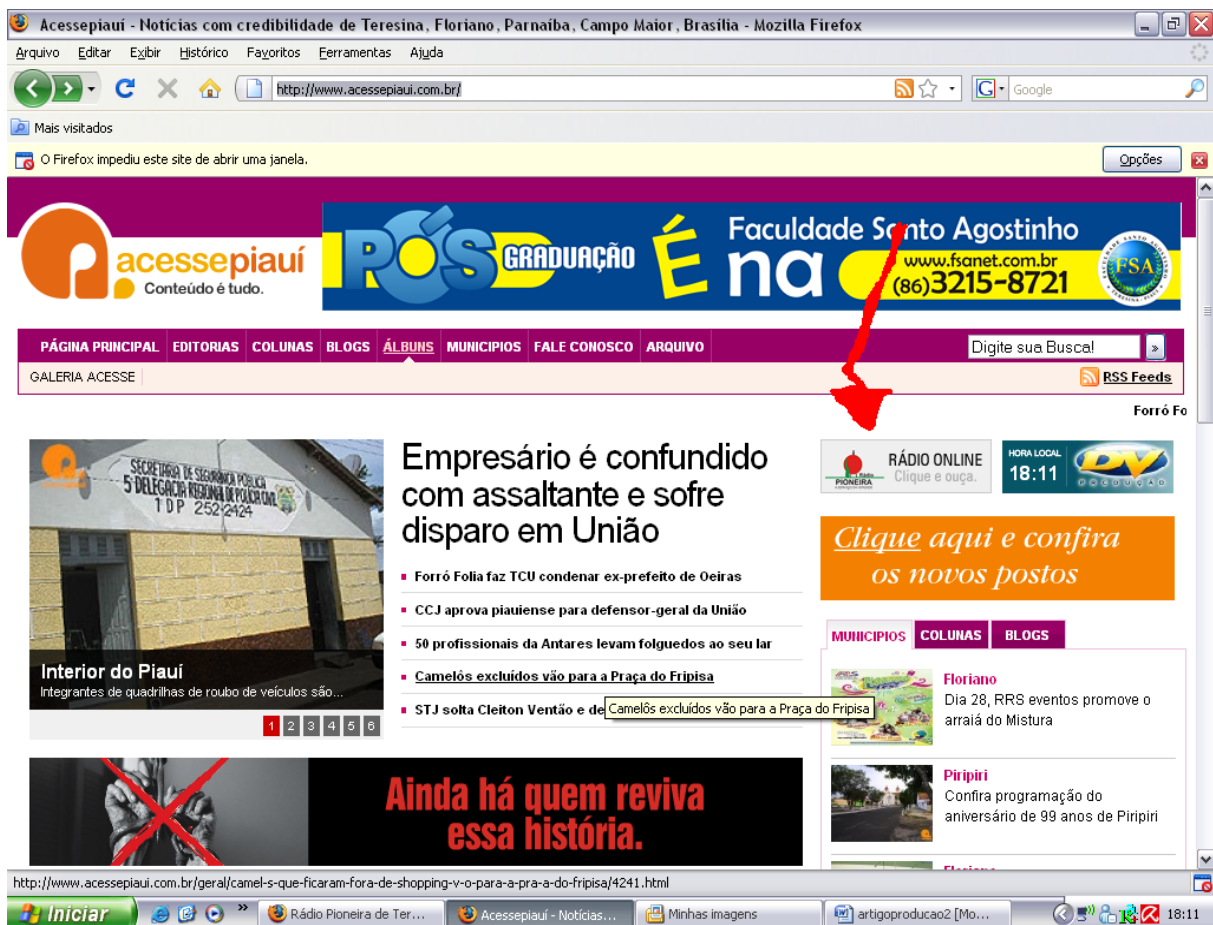 Acessepiauí - Notícias com credibilidade de Teresina, Floriano, Parnaíba, Campo Maior, Brasília - Mozilla Firefox
Arquivo Editar Exibir Histórico Favoritos Ferramentas Ajuda
http://www.acessepiaui.com.br/
Google
Mais visitados
O Firefox impediu este site de abrir uma janela.
Opções
acessepiauí
Conteúdo é tudo.
PÓS GRADUAÇÃO É na
Faculdade Santo Agostinho
www.fsanet.com.br
(86)3215-8721
FSA
PÁGINA PRINCIPAL EDITORIAS COLUNAS BLOGS ÁLBUNS MUNICIPIOS FALE CONOSCO ARQUIVO
Digite sua Busca!
»
GALERIA ACESSE
RSS Feeds
Forró Fo
SECRETARIA DE SEGURANÇA PÚBLICA
5ª DELEGACIA REGIONAL DE POLÍCIA CIVIL
1 D P 252-2424
Interior do Piauí
Integrantes de quadrilhas de roubo de veículos são...
1 2 3 4 5 6
Empresário é confundido
com assaltante e sofre
disparo em União
Forró Folia faz TCU condenar ex-prefeito de Oeiras
CCJ aprova piauiense para defensor-geral da União
50 profissionais da Antares levam folguedos ao seu lar
Camelôs excluídos vão para a Praça do Fripisa
STJ solta Cleiton Ventão e de
Camelôs excluídos vão para a Praça do Fripisa
Rádio
PIONEIRA
RÁDIO ONLINE
Clique e ouça.
HORA LOCAL
18:11
DV
PRODUÇÃO
Clique aqui e confira
os novos postos
MUNICIPIOS COLUNAS BLOGS
Floriano
Dia 28, RRS eventos promove o
arraiá do Mistura
Piripiri
Confira programação do
aniversário de 99 anos de Piripiri
Floriano
Ainda há quem reviva
essa história.
http://www.acessepiaui.com.br/geral/camel-s-que-ficaram-fora-de-shopping-v-o-para-a-pra-a-do-fripisa/4241.html
Iniciar
»
Rádio Pioneira de Ter...
Acessepiauí - Notícias...
Minhas imagens
artigoproducao2 [Mo...
18:11